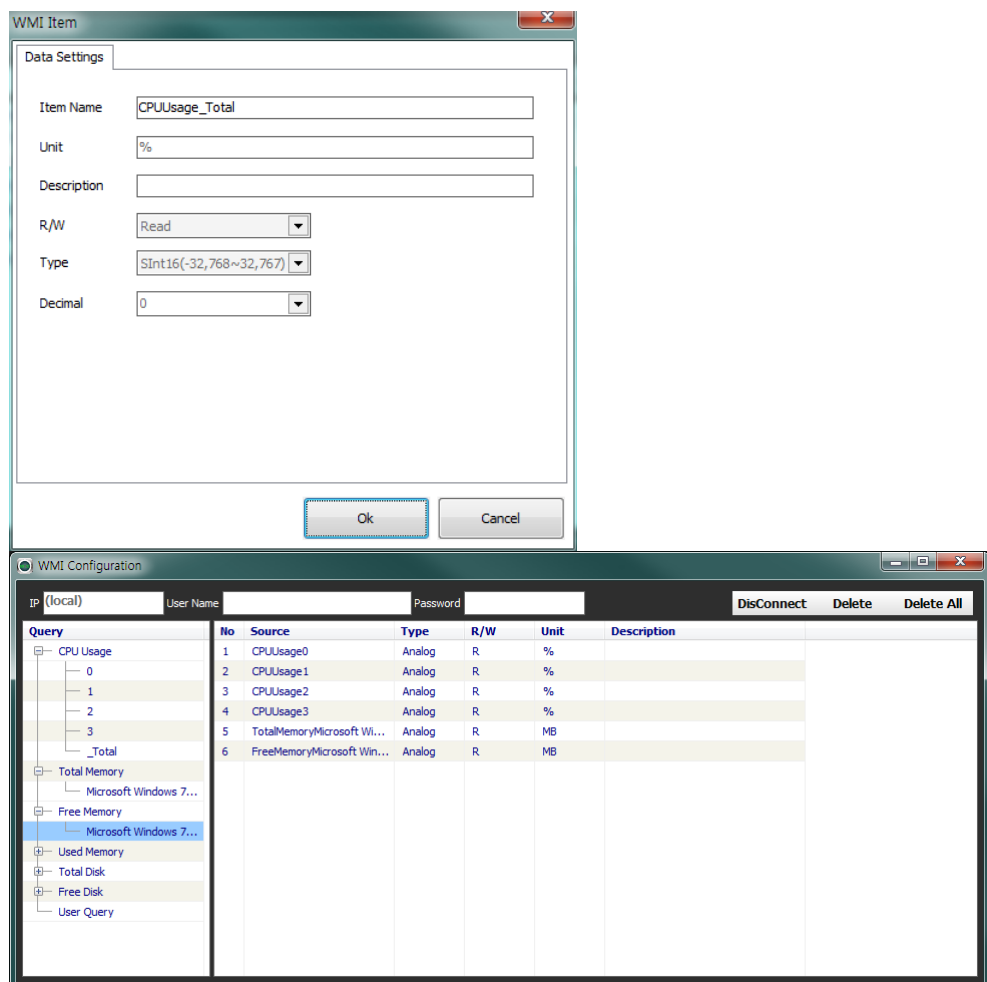 WMI Item
Data Settings
Item Name CPUUsage_Total
Unit %
Description
R/W Read
Type SInt16(-32,768~32,767)
Decimal 0
Ok Cancel
WMI Configuration
IP (local) User Name Password DisConnect Delete Delete All
Query
CPU Usage
0
1
2
3
_Total
Total Memory
Microsoft Windows 7...
Free Memory
Microsoft Windows 7...
Used Memory
Total Disk
Free Disk
User Query
No Source Type R/W Unit Description
1 CPUUsage0 Analog R %
2 CPUUsage1 Analog R %
3 CPUUsage2 Analog R %
4 CPUUsage3 Analog R %
5 TotalMemoryMicrosoft Wi... Analog R MB
6 FreeMemoryMicrosoft Win... Analog R MB